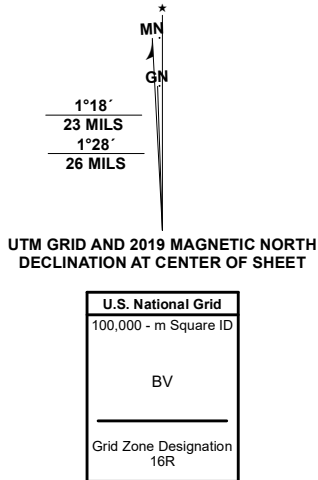 ★
MN
GN
1°18´
23 MILS
1°28´
26 MILS
UTM GRID AND 2019 MAGNETIC NORTH
DECLINATION AT CENTER OF SHEET
U.S. National Grid
100,000 - m Square ID
BV
Grid Zone Designation
16R